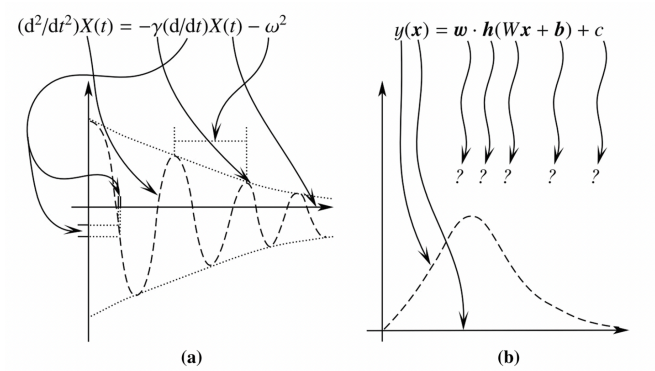 (d²/dt²)X(t) = −γ(d/dt)X(t) − ω²
y(x) = w · h(Wx + b) + c
? ? ? ? ?
(a)
(b)